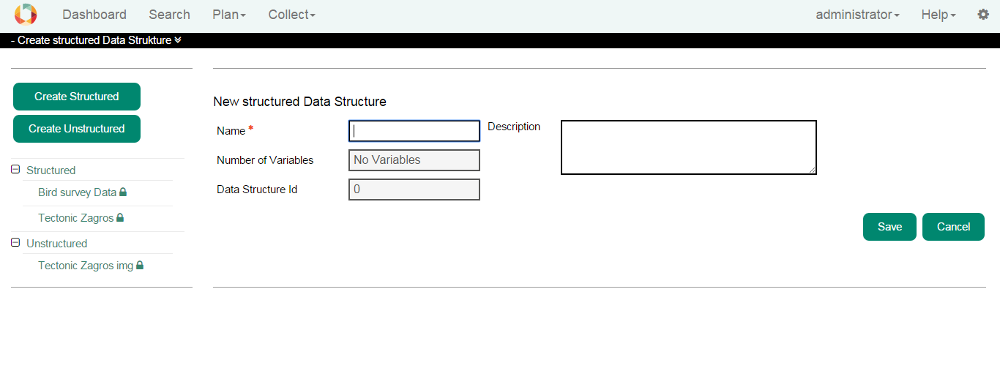 Dashboard Search Plan Collect administrator Help
- Create structured Data Strukture
Create Structured
Create Unstructured
Structured
Bird survey Data
Tectonic Zagros
Unstructured
Tectonic Zagros img
New structured Data Structure
Name *
Description
Number of Variables No Variables
Data Structure Id 0
Save Cancel